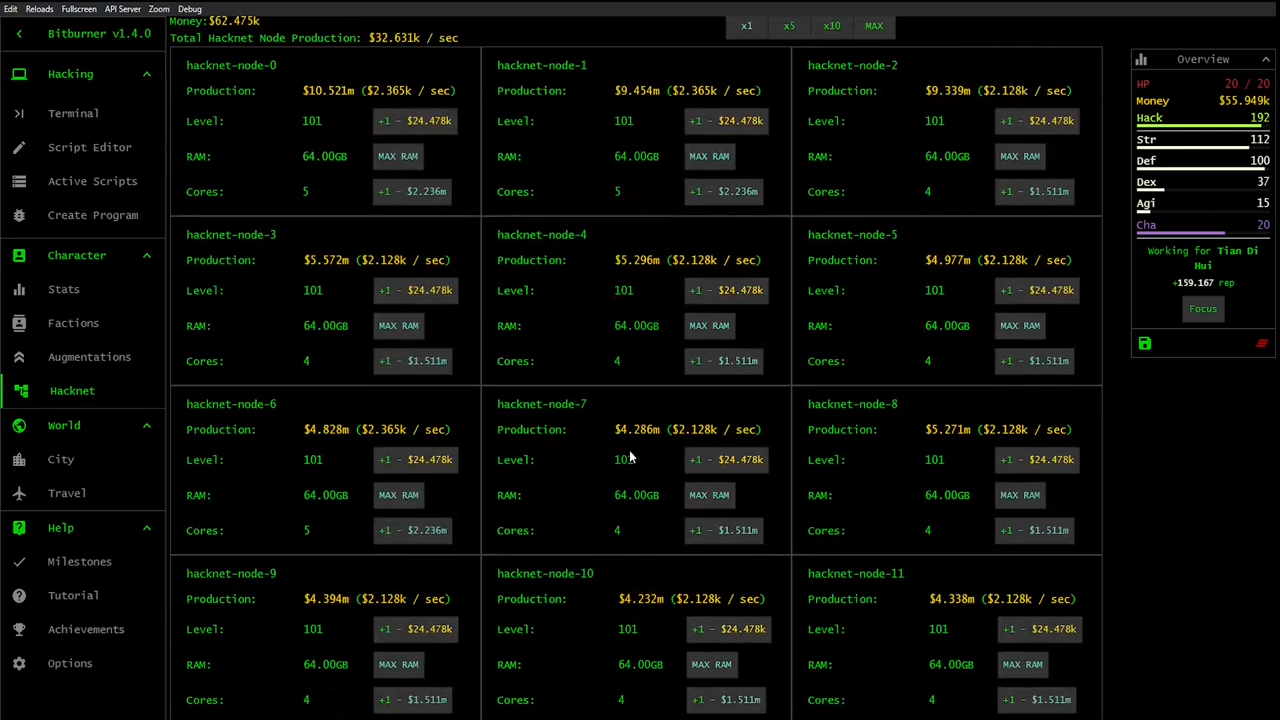 Edit Reloads Fullscreen API Server Zoom Debug
Bitburner v1.4.0
Hacking
Terminal
Script Editor
Active Scripts
Create Program
Character
Stats
Factions
Augmentations
Hacknet
World
City
Travel
Help
Milestones
Tutorial
Achievements
Options
Money:$62.475k
Total Hacknet Node Production: $32.631k / sec
x1 x5 x10 MAX
hacknet-node-0
Production: $10.521m ($2.365k / sec)
Level: 101 +1 - $24.478k
RAM: 64.00GB MAX RAM
Cores: 5 +1 - $2.236m
hacknet-node-1
Production: $9.454m ($2.365k / sec)
Level: 101 +1 - $24.478k
RAM: 64.00GB MAX RAM
Cores: 5 +1 - $2.236m
hacknet-node-2
Production: $9.339m ($2.128k / sec)
Level: 101 +1 - $24.478k
RAM: 64.00GB MAX RAM
Cores: 4 +1 - $1.511m
hacknet-node-3
Production: $5.572m ($2.128k / sec)
Level: 101 +1 - $24.478k
RAM: 64.00GB MAX RAM
Cores: 4 +1 - $1.511m
hacknet-node-4
Production: $5.296m ($2.128k / sec)
Level: 101 +1 - $24.478k
RAM: 64.00GB MAX RAM
Cores: 4 +1 - $1.511m
hacknet-node-5
Production: $4.977m ($2.128k / sec)
Level: 101 +1 - $24.478k
RAM: 64.00GB MAX RAM
Cores: 4 +1 - $1.511m
hacknet-node-6
Production: $4.828m ($2.365k / sec)
Level: 101 +1 - $24.478k
RAM: 64.00GB MAX RAM
Cores: 5 +1 - $2.236m
hacknet-node-7
Production: $4.286m ($2.128k / sec)
Level: 101 +1 - $24.478k
RAM: 64.00GB MAX RAM
Cores: 4 +1 - $1.511m
hacknet-node-8
Production: $5.271m ($2.128k / sec)
Level: 101 +1 - $24.478k
RAM: 64.00GB MAX RAM
Cores: 4 +1 - $1.511m
hacknet-node-9
Production: $4.394m ($2.128k / sec)
Level: 101 +1 - $24.478k
RAM: 64.00GB MAX RAM
Cores: 4 +1 - $1.511m
hacknet-node-10
Production: $4.232m ($2.128k / sec)
Level: 101 +1 - $24.478k
RAM: 64.00GB MAX RAM
Cores: 4 +1 - $1.511m
hacknet-node-11
Production: $4.338m ($2.128k / sec)
Level: 101 +1 - $24.478k
RAM: 64.00GB MAX RAM
Cores: 4 +1 - $1.511m
Overview
HP 20 / 20
Money $55.949k
Hack 192
Str 112
Def 100
Dex 37
Agi 15
Cha 20
Working for Tian Di
Hui
+159.167 rep
Focus